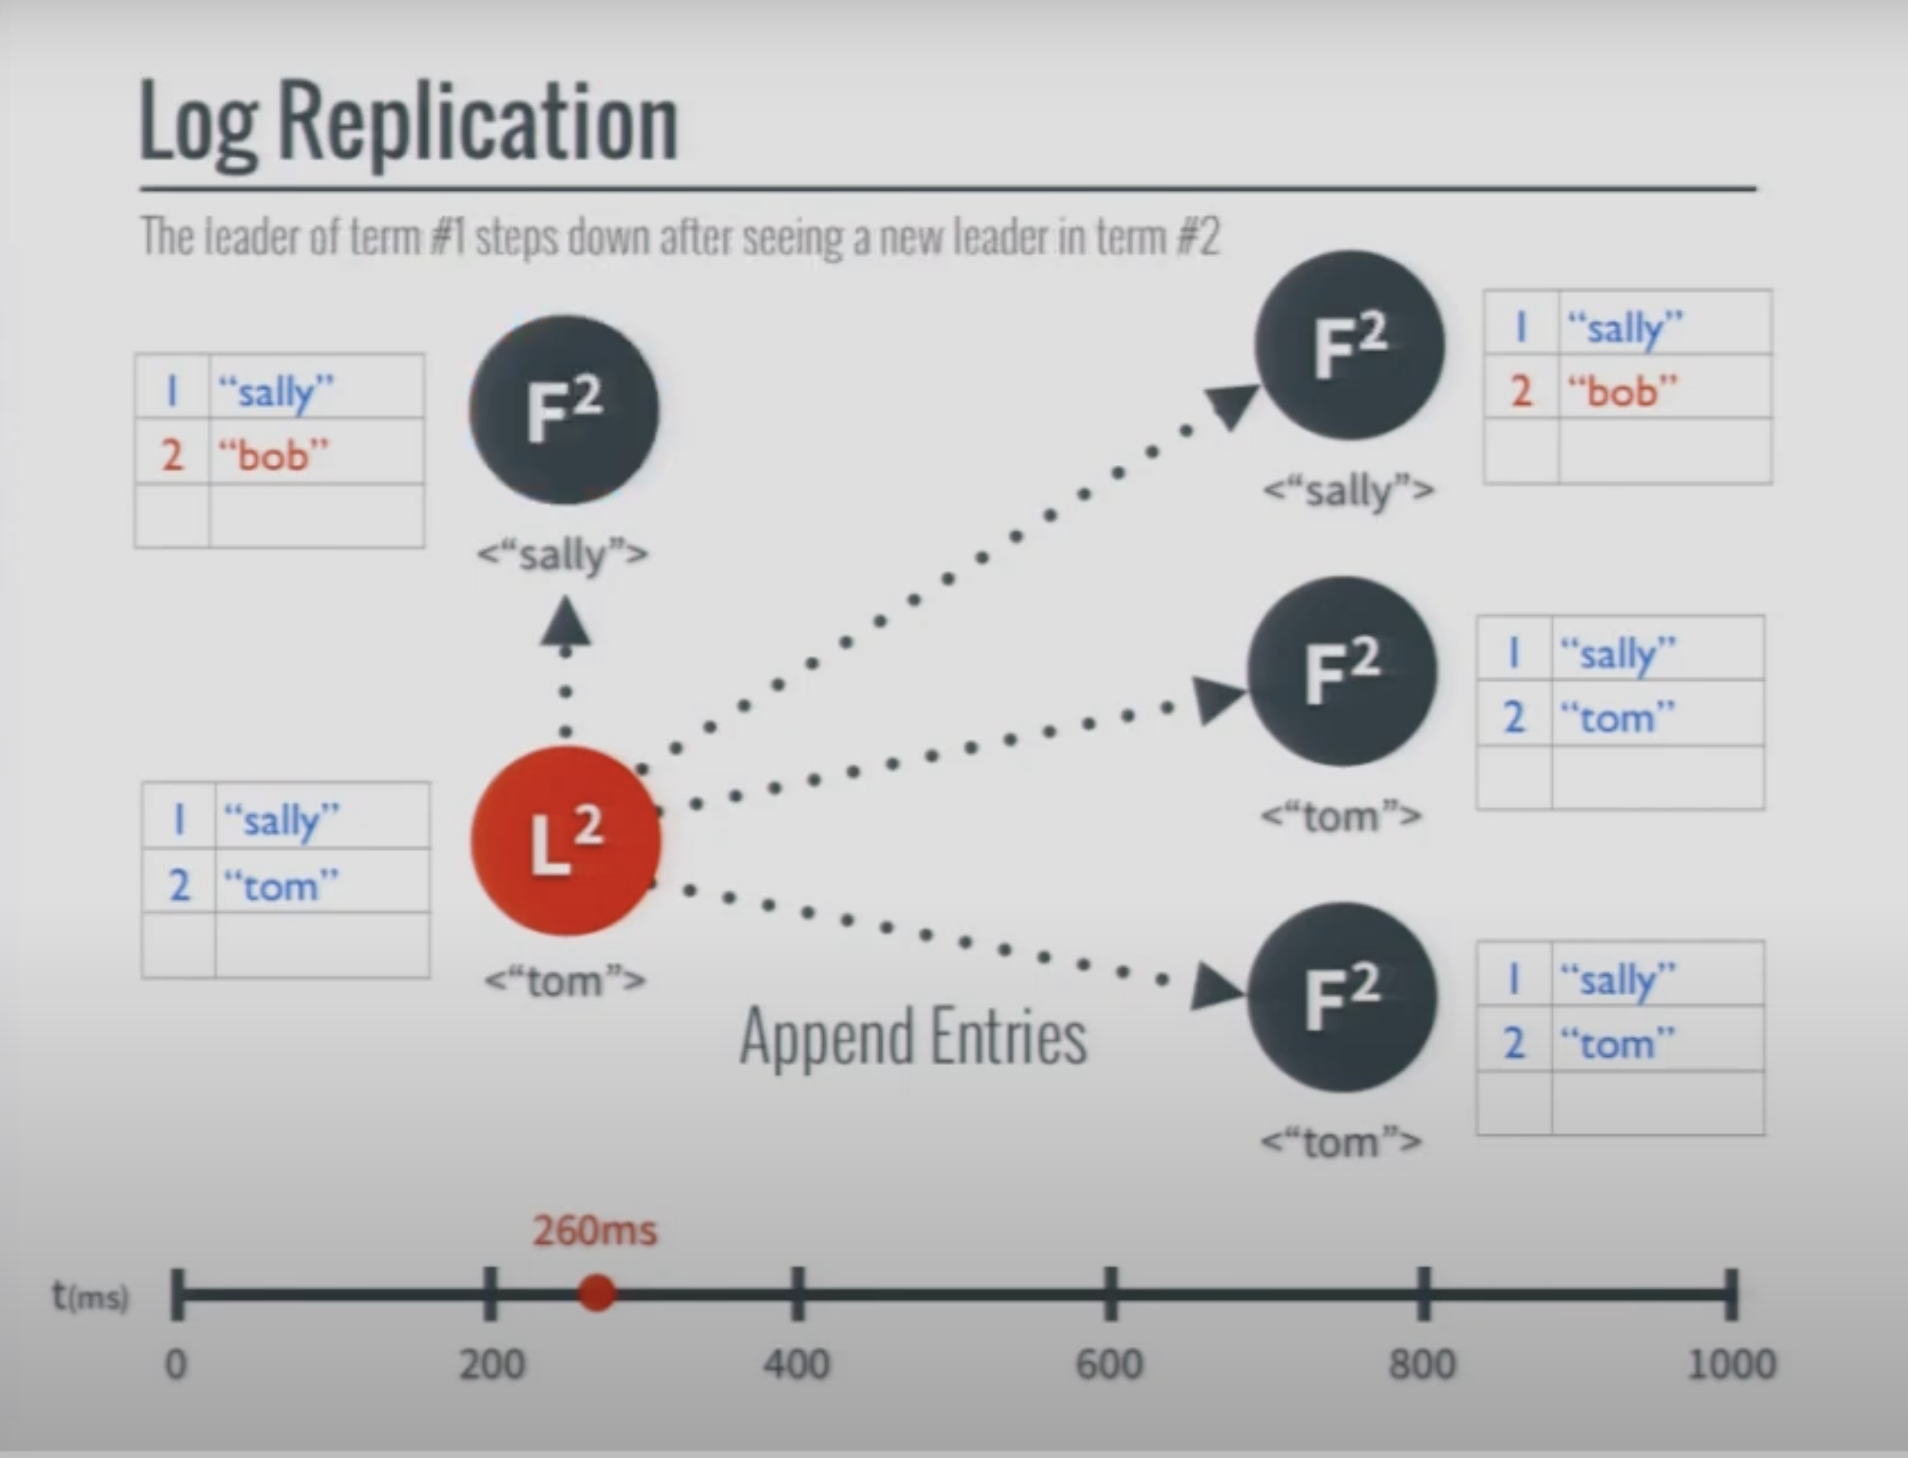 Log Replication
The leader of term #1 steps down after seeing a new leader in term #2
F²
1 “sally”
2 “bob”
<“sally”>
1 “sally”
2 “bob”
F²
<“sally”>
F²
1 “sally”
2 “tom”
<“tom”>
1 “sally”
2 “tom”
L²
<“tom”>
Append Entries
F²
1 “sally”
2 “tom”
<“tom”>
260ms
t(ms)
0 200 400 600 800 1000